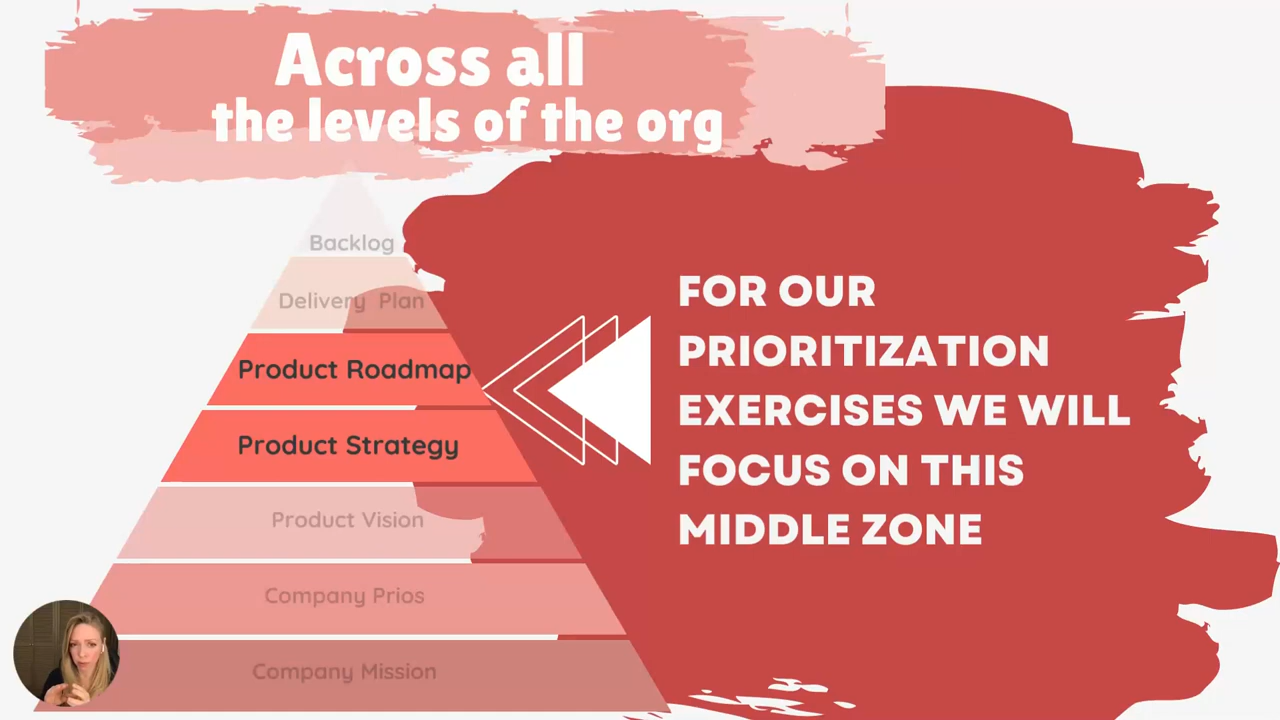 Across all
the levels of the org
Backlog
Delivery Plan
Product Roadmap
Product Strategy
Product Vision
Company Prios
Company Mission
FOR OUR
PRIORITIZATION
EXERCISES WE WILL
FOCUS ON THIS
MIDDLE ZONE